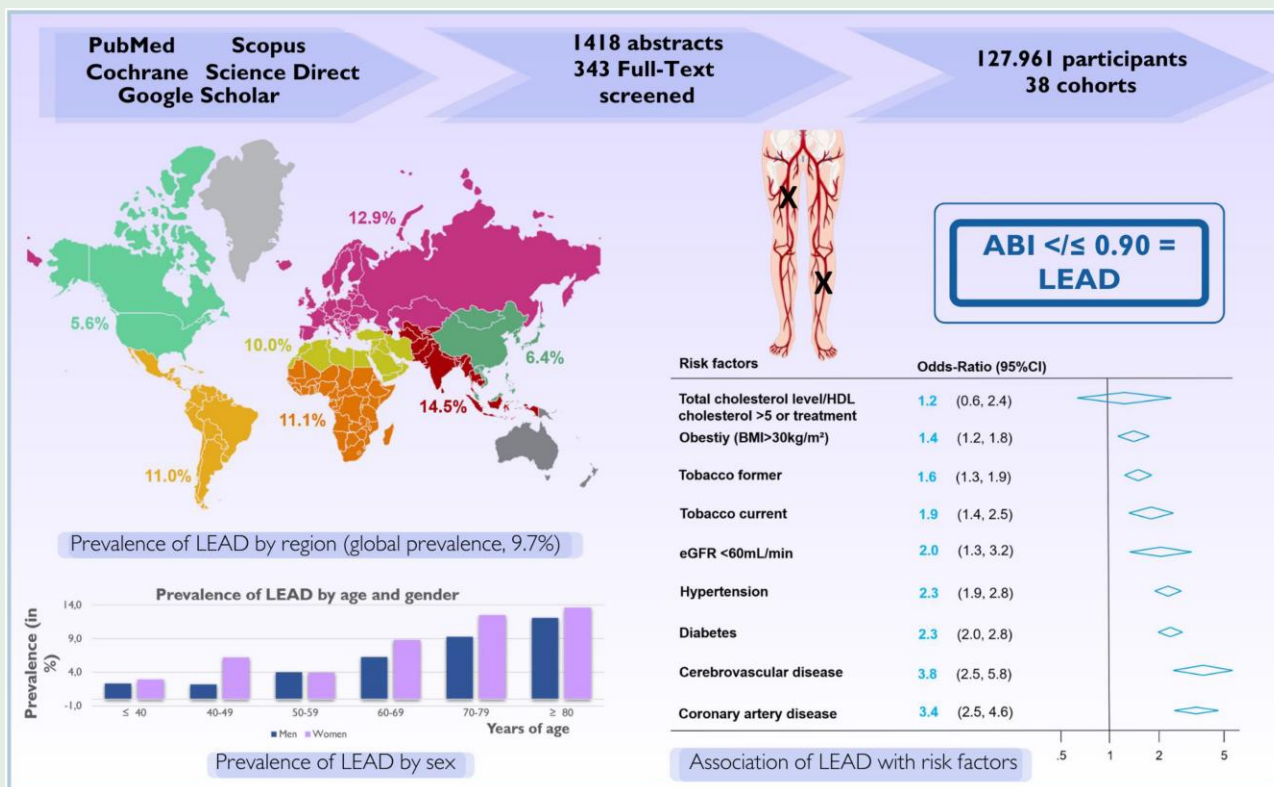 PubMed Scopus
Cochrane Science Direct
Google Scholar
1418 abstracts
343 Full-Text
screened
127.961 participants
38 cohorts
12.9%
5.6%
10.0%
6.4%
11.1%
14.5%
11.0%
Prevalence of LEAD by region (global prevalence, 9.7%)
X
X
ABI </≤ 0.90 =
LEAD
Prevalence of LEAD by age and gender
Prevalence (in
%)
14,0
9,0
4,0
-1,0
≤ 40
40-49
50-59
60-69
70-79
≥ 80
Men
Women
Years of age
Prevalence of LEAD by sex
Risk factors Odds-Ratio (95%CI)
Total cholesterol level/HDL
cholesterol >5 or treatment 1.2 (0.6, 2.4)
Obestiy (BMI>30kg/m²) 1.4 (1.2, 1.8)
Tobacco former 1.6 (1.3, 1.9)
Tobacco current 1.9 (1.4, 2.5)
eGFR <60mL/min 2.0 (1.3, 3.2)
Hypertension 2.3 (1.9, 2.8)
Diabetes 2.3 (2.0, 2.8)
Cerebrovascular disease 3.8 (2.5, 5.8)
Coronary artery disease 3.4 (2.5, 4.6)
.5 1 2 5
Association of LEAD with risk factors